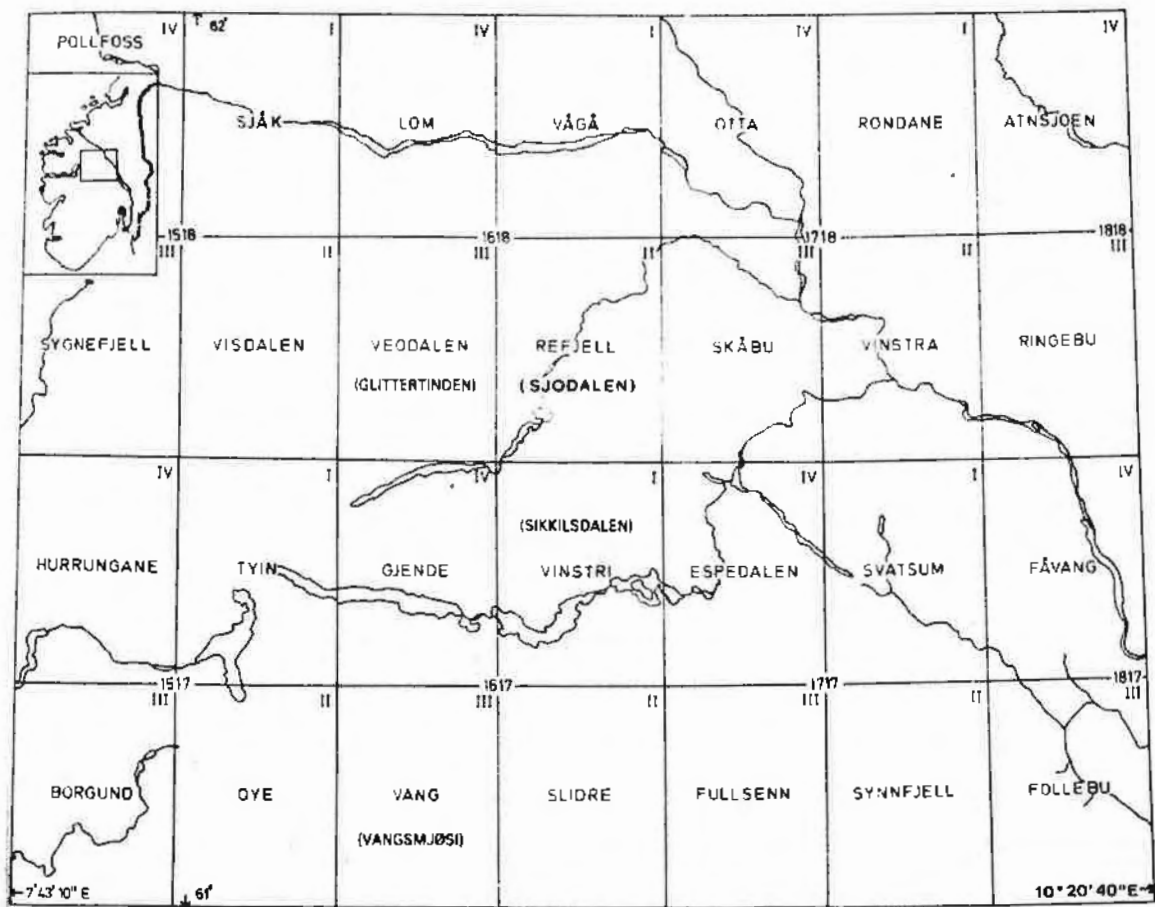 IV T 62° I IV I IV I IV
POLLFOSS
SJÅK LOM VÅGÅ OTTA RONDANE ATNSJOEN
1518 1618 1718 1818
III II III II III II III
SYGNEFJELL VISDALEN VEODALEN REFJELL SKÅBU VINSTRA RINGEBU
(GLITTERTINDEN) (SJODALEN)
IV I IV I IV I IV
(SIKKILSDALEN)
HURRUNGANE TYIN GJENDE VINSTRI ESPEDALEN SVATSUM FÅVANG
1517 1617 1717 1817
III II III II III II III
BORGUND OYE VANG SLIDRE FULLSENN SYNNFJELL FOLLEBU
(VANGSMJØSI)
7°43'10" E 61° 10°20'40" E